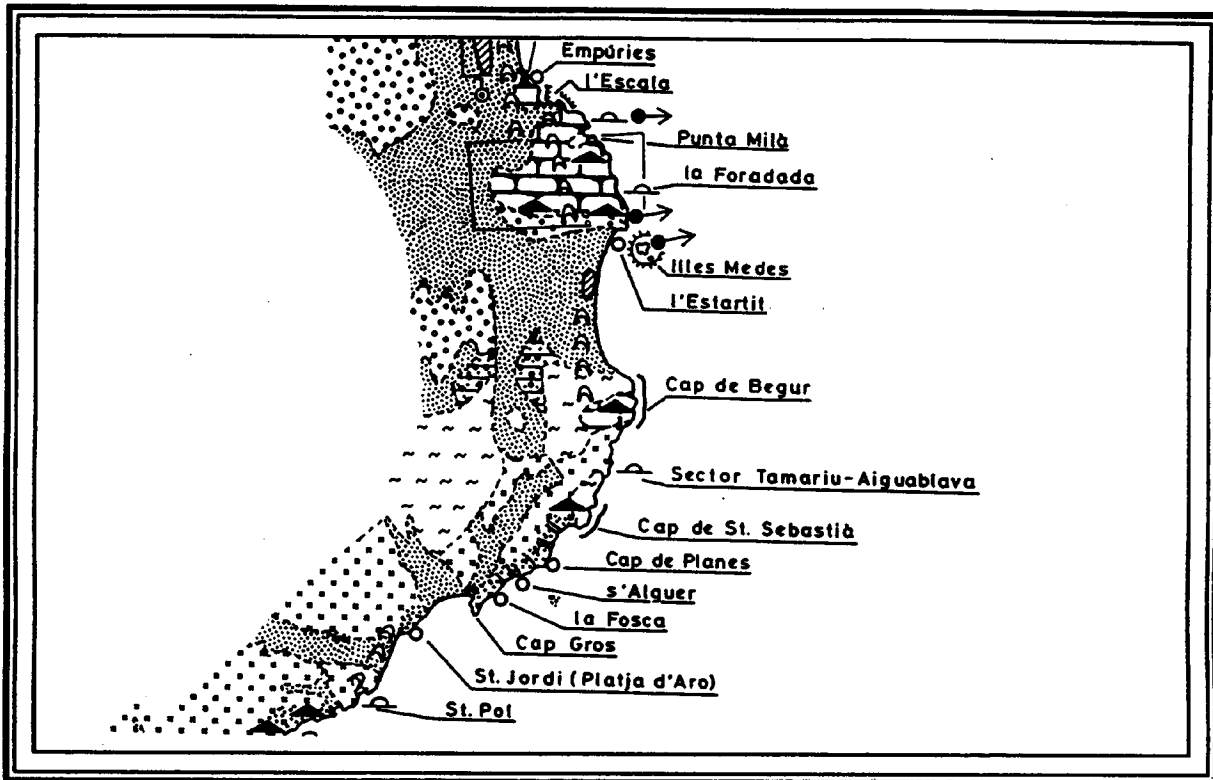 Empúries
l'Escala
Punta Milà
la Foradada
Illes Medes
l'Estartit
Cap de Begur
Sector Tamariu-Aiguablava
Cap de St. Sebastià
Cap de Planes
s'Alguer
la Fosca
Cap Gros
St. Jordi (Platja d'Aro)
St. Pol